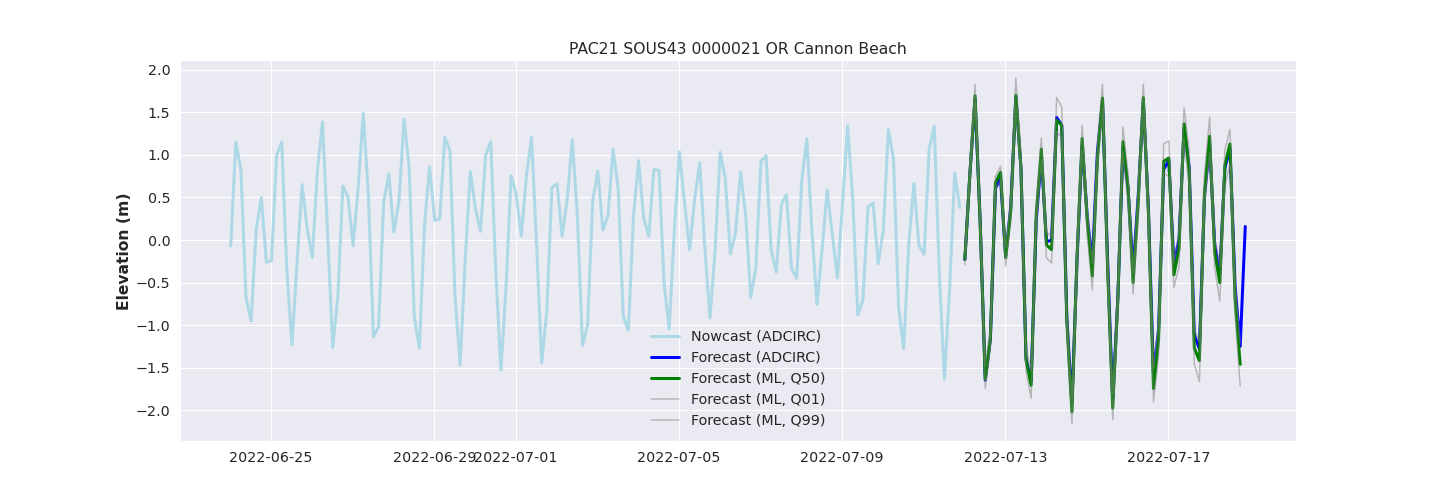 PAC21 SOUS43 0000021 OR Cannon Beach
Elevation (m)
2.0
1.5
1.0
0.5
0.0
−0.5
−1.0
−1.5
−2.0
Nowcast (ADCIRC)
Forecast (ADCIRC)
Forecast (ML, Q50)
Forecast (ML, Q01)
Forecast (ML, Q99)
2022-06-25 2022-06-29 2022-07-01 2022-07-05 2022-07-09 2022-07-13 2022-07-17